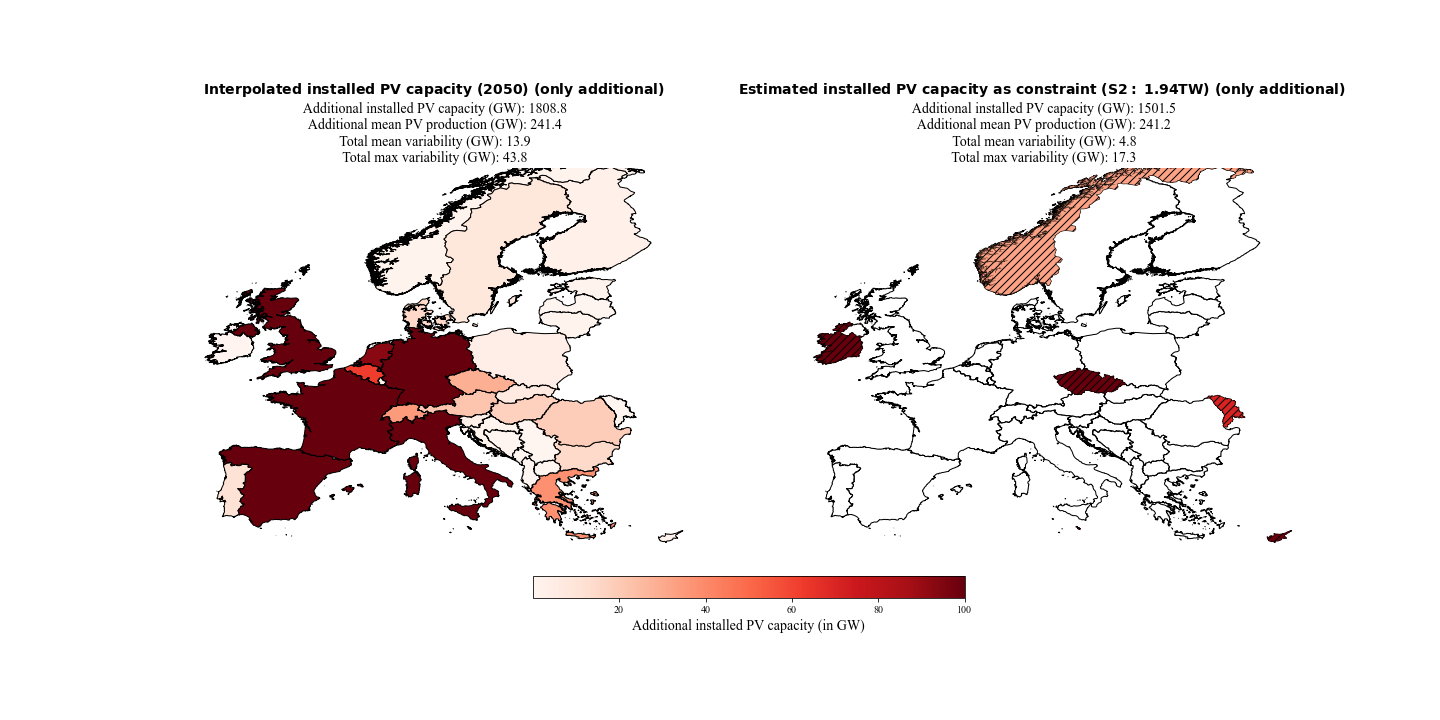 Interpolated installed PV capacity (2050) (only additional)
Additional installed PV capacity (GW): 1808.8
Additional mean PV production (GW): 241.4
Total mean variability (GW): 13.9
Total max variability (GW): 43.8
Estimated installed PV capacity as constraint (S2 : 1.94TW) (only additional)
Additional installed PV capacity (GW): 1501.5
Additional mean PV production (GW): 241.2
Total mean variability (GW): 4.8
Total max variability (GW): 17.3
20 40 60 80 100
Additional installed PV capacity (in GW)